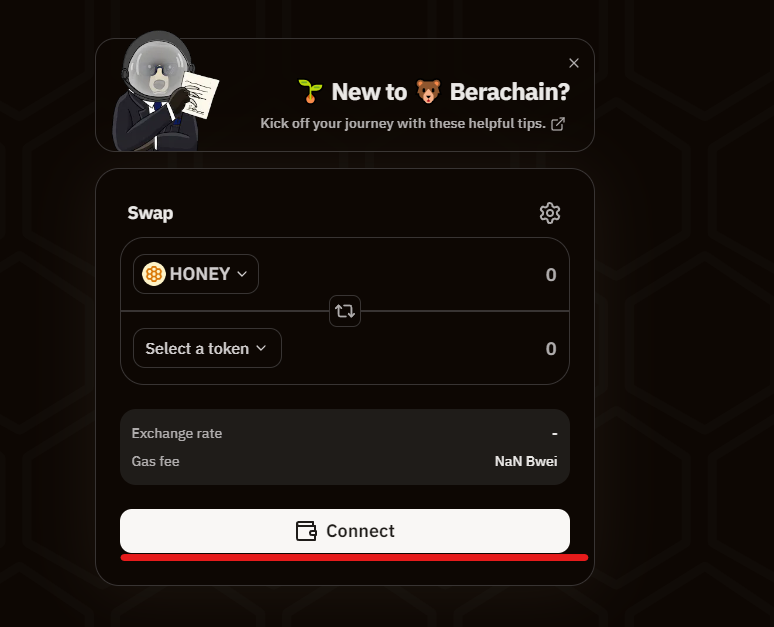 🌱 New to 🐻 Berachain?
Kick off your journey with these helpful tips.
Swap
HONEY 0
Select a token 0
Exchange rate -
Gas fee NaN Bwei
Connect